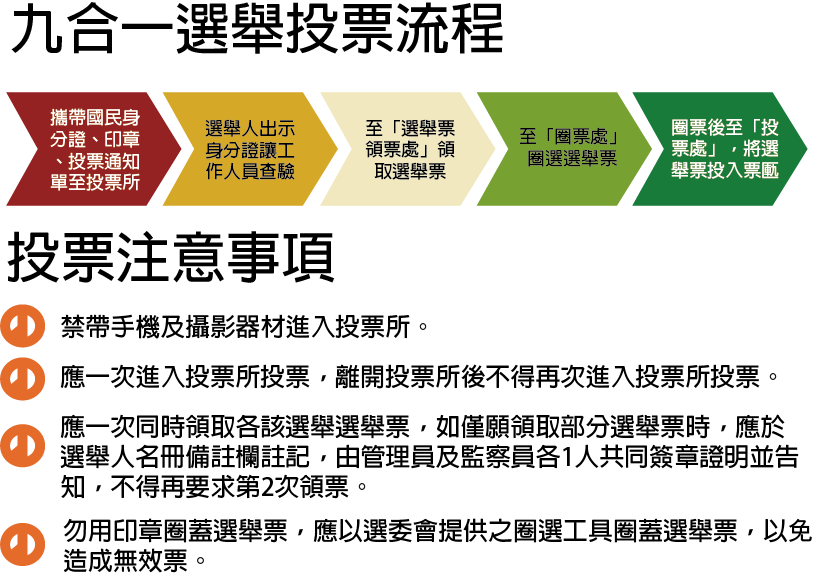 九合一選舉投票流程
攜帶國民身
分證、印章
、投票通知
單至投票所
選舉人出示
身分證讓工
作人員查驗
至「選舉票
領票處」領
取選舉票
至「圈票處」
圈選選舉票
圈票後至「投
票處」，將選
舉票投入票匭
投票注意事項
禁帶手機及攝影器材進入投票所。
應一次進入投票所投票，離開投票所後不得再次進入投票所投票。
應一次同時領取各該選舉選舉票，如僅願領取部分選舉票時，應於
選舉人名冊備註欄註記，由管理員及監察員各1人共同簽章證明並告
知，不得再要求第2次領票。
勿用印章圈蓋選舉票，應以選委會提供之圈選工具圈蓋選舉票，以免
造成無效票。